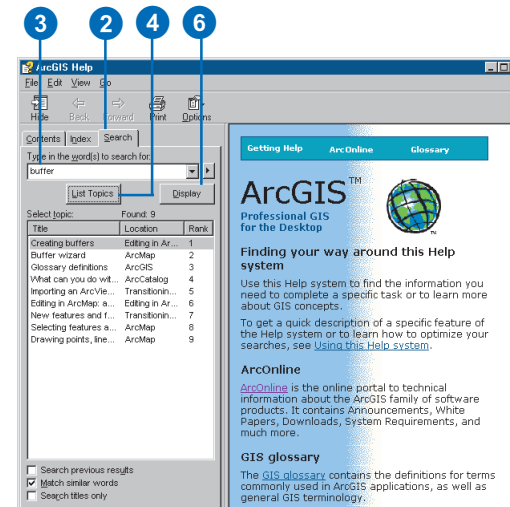 3 2 4 6
ArcGIS Help
File Edit View Go
Hide Back Forward Print Options
Contents Index Search
Type in the word(s) to search for:
buffer
List Topics Display
Select topic: Found: 9
Title Location Rank
Creating buffers Editing in Ar... 1
Buffer wizard ArcMap 2
Glossary definitions ArcGIS 3
What can you do wit... ArcCatalog 4
Importing an ArcVie... Transitionin... 5
Editing in ArcMap: a... Editing in Ar... 6
New features and f... Transitionin... 7
Selecting features a... ArcMap 8
Drawing points, line... ArcMap 9
Search previous results
Match similar words
Search titles only
Getting Help ArcOnline Glossary
ArcGIS™
Professional GIS
for the Desktop
Finding your way around this Help
system
Use this Help system to find the information you
need to complete a specific task or to learn more
about GIS concepts.
To get a quick description of a specific feature of
the Help system or to learn how to optimize your
searches, see Using this Help system.
ArcOnline
ArcOnline is the online portal to technical
information about the ArcGIS family of software
products. It contains Announcements, White
Papers, Downloads, System Requirements, and
much more.
GIS glossary
The GIS glossary contains the definitions for terms
commonly used in ArcGIS applications, as well as
general GIS terminology.